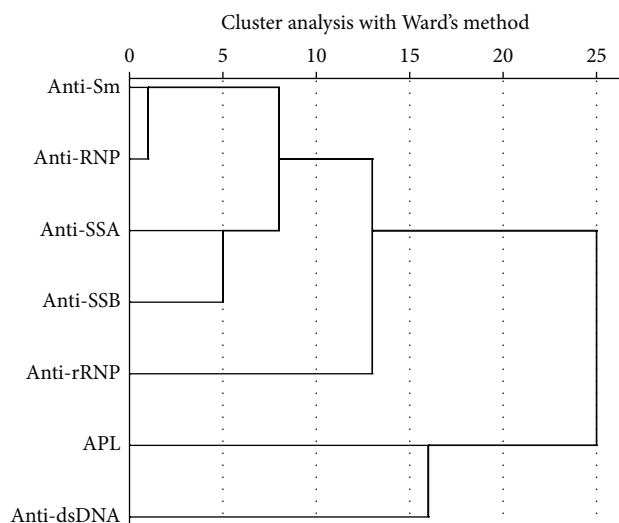 Cluster analysis with Ward's method
0 5 10 15 20 25
Anti-Sm
Anti-RNP
Anti-SSA
Anti-SSB
Anti-rRNP
APL
Anti-dsDNA